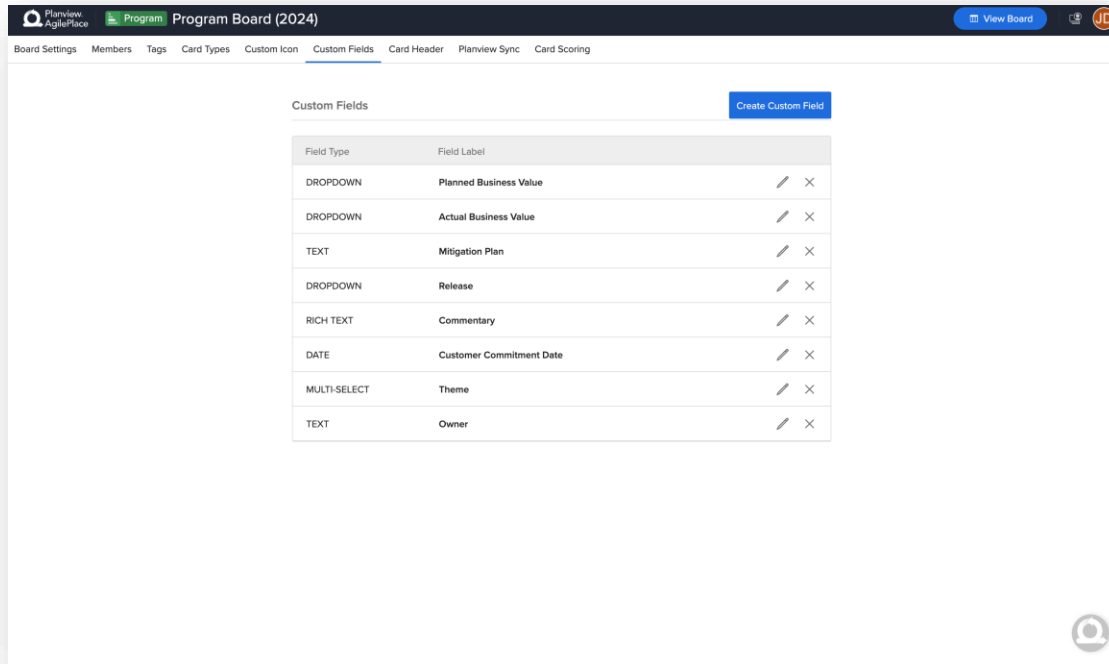 Planview.
AgilePlace
Program
Program Board (2024)
View Board
JD
Board Settings Members Tags Card Types Custom Icon Custom Fields Card Header Planview Sync Card Scoring
Custom Fields
Create Custom Field
Field Type Field Label
DROPDOWN Planned Business Value
DROPDOWN Actual Business Value
TEXT Mitigation Plan
DROPDOWN Release
RICH TEXT Commentary
DATE Customer Commitment Date
MULTI-SELECT Theme
TEXT Owner